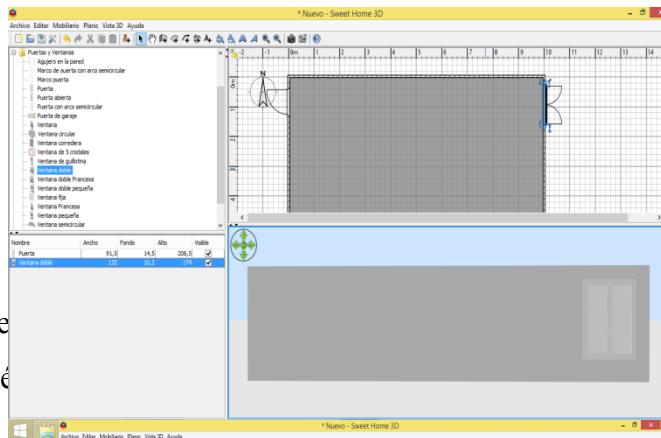 * Nuevo - Sweet Home 3D
Archivo Editar Mobiliario Plano Vista 3D Ayuda
Puertas y Ventanas
Agujero en la pared
Marco de puerta con arco semicircular
Marco puerta
Puerta
Puerta abierta
Puerta con arco semicircular
Puerta de garaje
Ventana
Ventana circular
Ventana corredera
Ventana de 5 cristales
Ventana de guillotina
Ventana doble
Ventana doble Francesa
Ventana doble pequeña
Ventana fija
Ventana Francesa
Ventana pequeña
Ventana semicircular
-2 -1 0m 1 2 3 4 5 6 7 8 9 10 11 12 13 14
0m
1
2
3
4
N
Nombre Ancho Fondo Alto Visible
Puerta 91,5 14,5 208,5
Ventana doble 132 10,2 174
e
é
* Nuevo - Sweet Home 3D
Archivo Editar Mobiliario Plano Vista 3D Ayuda